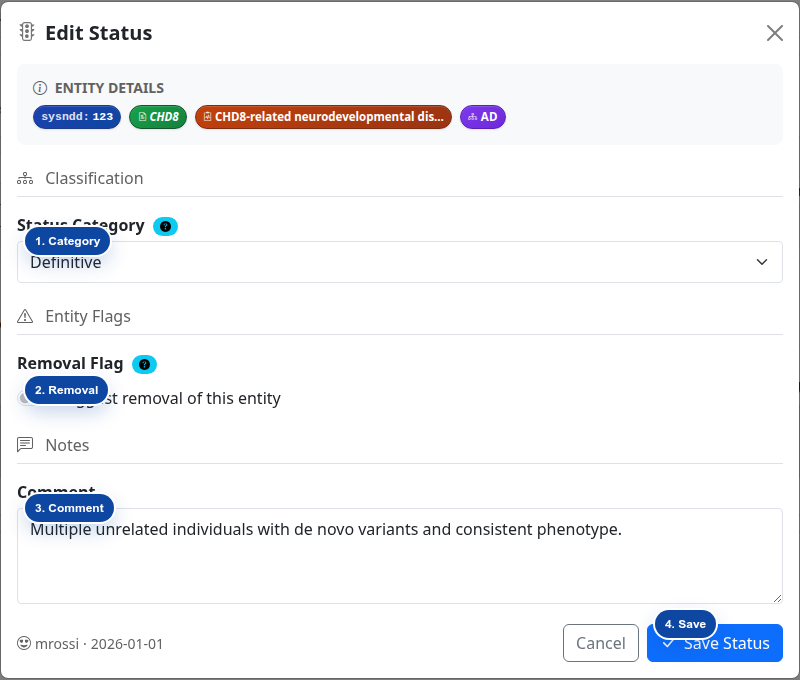 Edit Status
ENTITY DETAILS
sysndd: 123 CHD8 CHD8-related neurodevelopmental dis... AD
Classification
Status Category ?
1. Category
Definitive
Entity Flags
Removal Flag ?
2. Removal
removal of this entity
Notes
Comment
3. Comment
Multiple unrelated individuals with de novo variants and consistent phenotype.
4. Save
mrossi · 2026-01-01
Cancel
Save Status